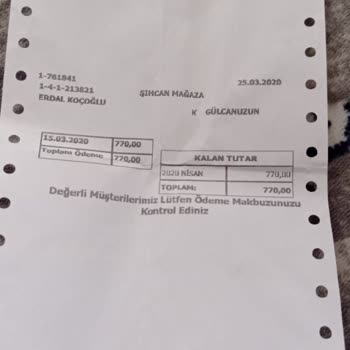 1-761841
25.03.2020
1-4-1-213821
ŞIHCAN MAĞAZA
ERDAL KOÇOĞLU
K GÜLCANUZUN
15.03.2020 770,00
Toplam Ödeme 770,00
KALAN TUTAR
2020 NİSAN 770,00
TOPLAM: 770,00
Değerli Müşterilerimiz Lütfen Ödeme Makbuzunuzu
Kontrol Ediniz